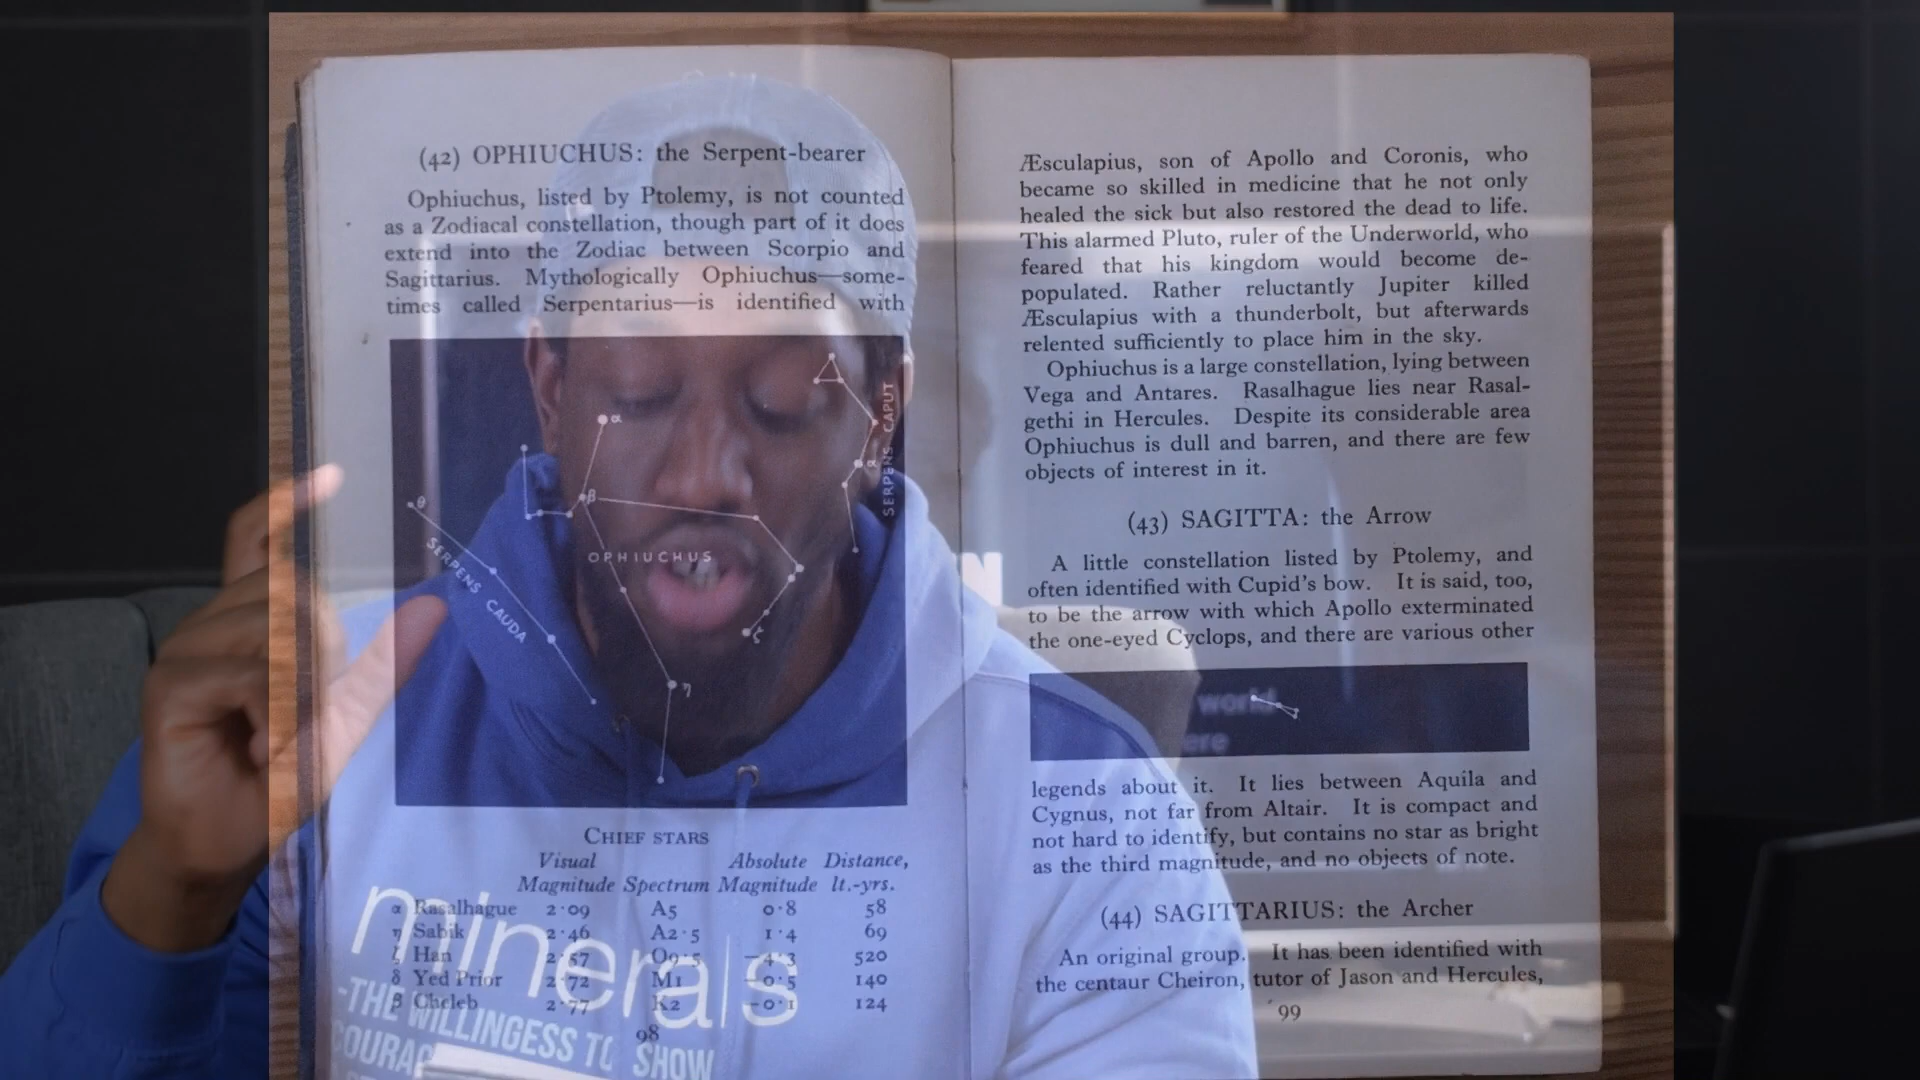 (42) OPHIUCHUS: the Serpent-bearer
Ophiuchus, listed by Ptolemy, is not counted
as a Zodiacal constellation, though part of it does
extend into the Zodiac between Scorpio and
Sagittarius. Mythologically Ophiuchus—some-
times called Serpentarius—is identified with
α
SERPENS CAPUT
α
β
θ
SERPENS CAUDA
OPHIUCHUS
ζ
η
CHIEF STARS
Visual Absolute Distance,
Magnitude Spectrum Magnitude lt.-yrs.
α Rasalhague 2·09 A5 0·8 58
η Sabik 2·46 A2·5 1·4 69
ζ Han 2·57 O9·5 —4·3 520
δ Yed Prior 2·72 M1 —0·5 140
β Cheleb 2·77 K2 —0·1 124
98
Æsculapius, son of Apollo and Coronis, who
became so skilled in medicine that he not only
healed the sick but also restored the dead to life.
This alarmed Pluto, ruler of the Underworld, who
feared that his kingdom would become de-
populated. Rather reluctantly Jupiter killed
Æsculapius with a thunderbolt, but afterwards
relented sufficiently to place him in the sky.
Ophiuchus is a large constellation, lying between
Vega and Antares. Rasalhague lies near Rasal-
gethi in Hercules. Despite its considerable area
Ophiuchus is dull and barren, and there are few
objects of interest in it.
(43) SAGITTA: the Arrow
A little constellation listed by Ptolemy, and
often identified with Cupid's bow. It is said, too,
to be the arrow with which Apollo exterminated
the one-eyed Cyclops, and there are various other
world
legends about it. It lies between Aquila and
Cygnus, not far from Altair. It is compact and
not hard to identify, but contains no star as bright
as the third magnitude, and no objects of note.
(44) SAGITTARIUS: the Archer
An original group. It has been identified with
the centaur Cheiron, tutor of Jason and Hercules,
99
minerals
-THE WILLINGESS TO SHOW